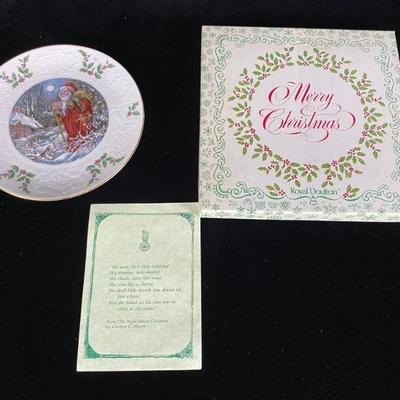 Merry
Christmas
Royal Doulton
"His eyes, how they twinkled!
His dimples, how merry!
His cheeks were like roses,
His nose like a cherry.
His droll little mouth was drawn up
like a bow,
And the beard on his chin was as
white as the snow."
From "The Night Before Christmas"
by Clement C. Moore